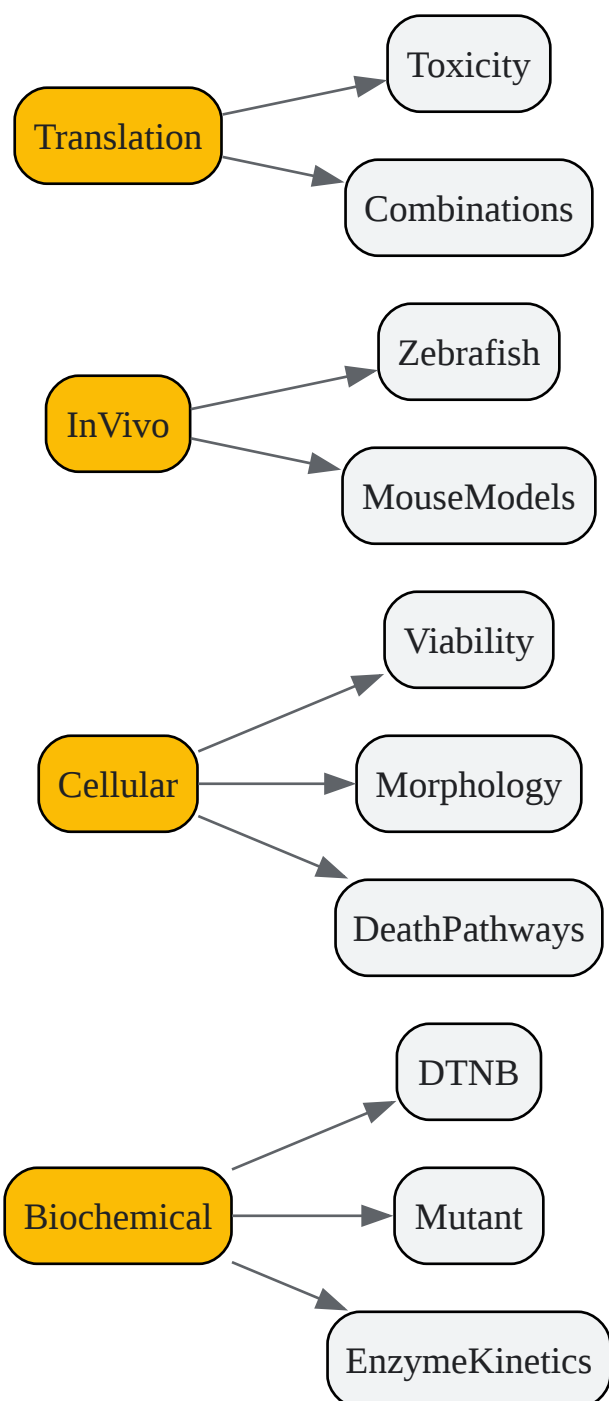 Translation
Toxicity
Combinations
InVivo
Zebrafish
MouseModels
Cellular
Viability
Morphology
DeathPathways
Biochemical
DTNB
Mutant
EnzymeKinetics